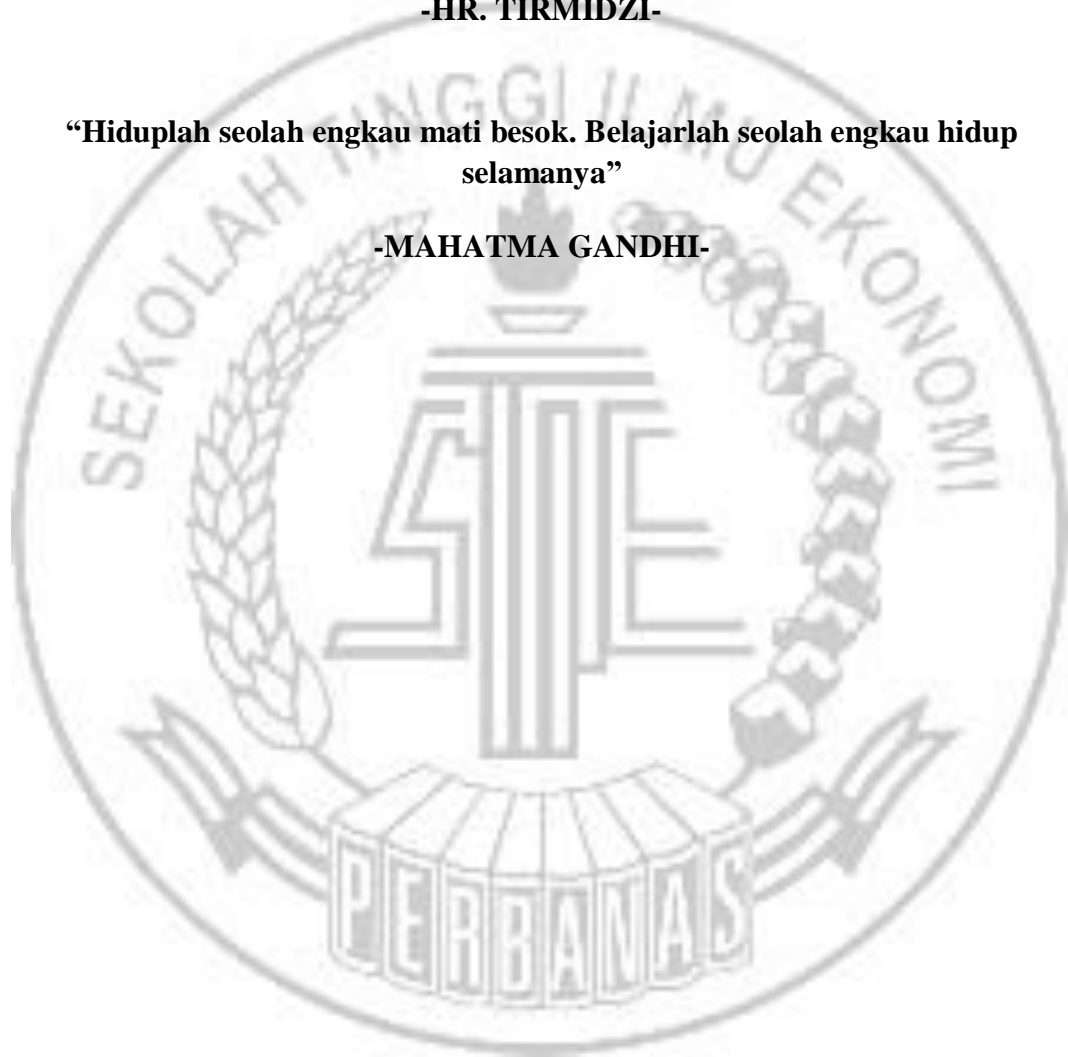 -HR. TIRMIDZI-
“Hiduplah seolah engkau mati besok. Belajarlah seolah engkau hidup
selamanya”
-MAHATMA GANDHI-
SEKOLAH TINGGI ILMU EKONOMI
STIE
PERBANAS